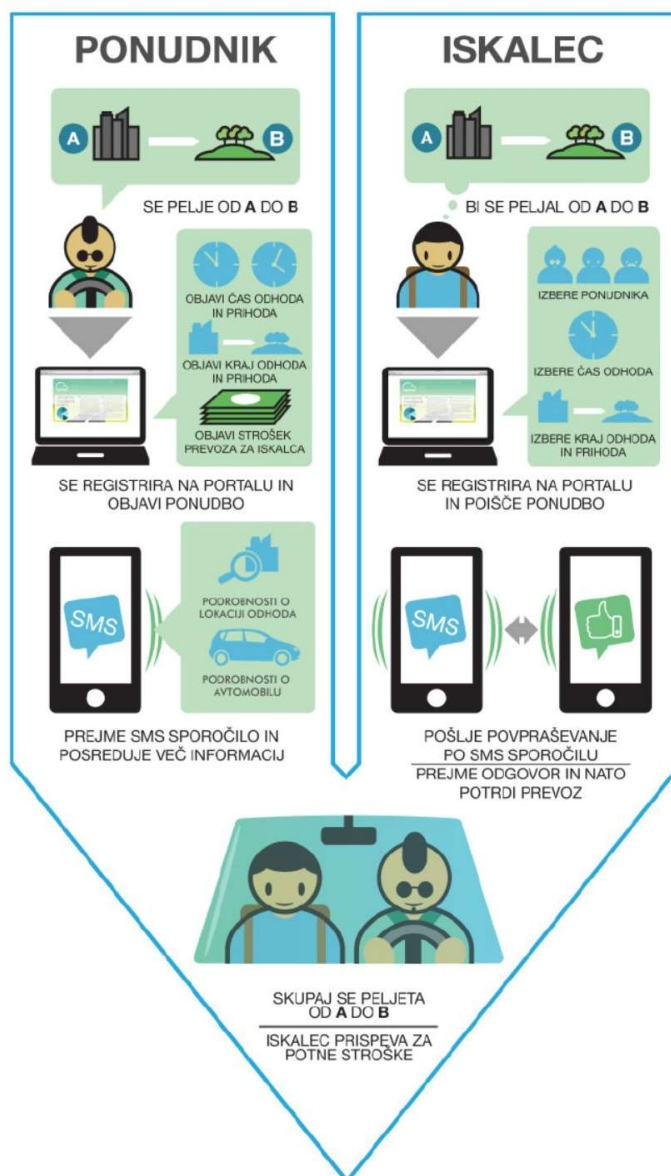 PONUDNIK
A
B
SE PELJE OD A DO B
OBJAVI ČAS ODHODA
IN PRIHODA
OBJAVI KRAJ ODHODA
IN PRIHODA
OBJAVI STROŠEK
PREVOZA ZA ISKALCA
SE REGISTRIRA NA PORTALU IN
OBJAVI PONUDBO
SMS
PODROBNOSTI O
LOKACIJI ODHODA
PODROBNOSTI O
AVTOMOBILU
PREJME SMS SPOROČILO IN
POSREDUJE VEČ INFORMACIJ
ISKALEC
A
B
BI SE PELJAL OD A DO B
IZBERE PONUDNIKA
IZBERE ČAS ODHODA
IZBERE KRAJ ODHODA
IN PRIHODA
SE REGISTRIRA NA PORTALU
IN POIŠČE PONUDBO
SMS
POŠLJE POVPRAŠEVANJE
PO SMS SPOROČILU
PREJME ODGOVOR IN NATO
POTRDI PREVOZ
SKUPAJ SE PELJETA
OD A DO B
ISKALEC PRISPEVA ZA
POTNE STROŠKE